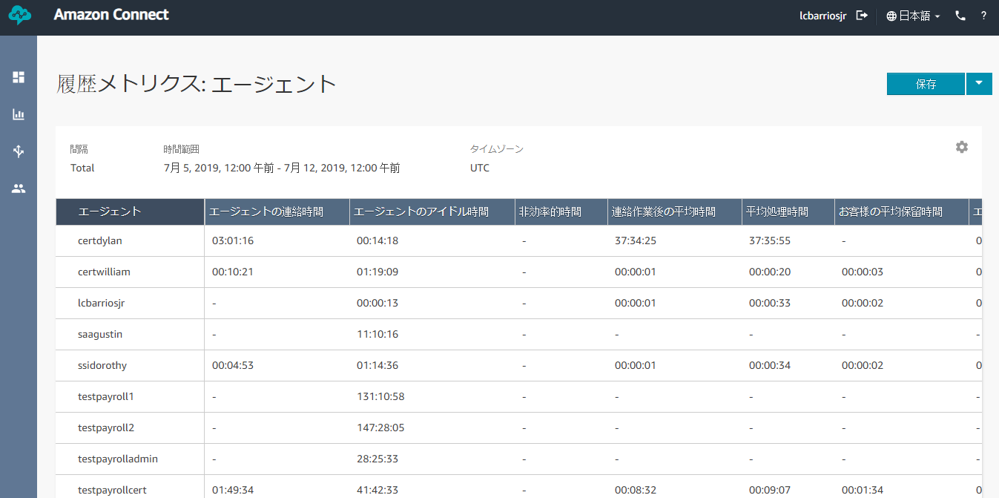 Amazon Connect lcbarriosjr 日本語 ?
履歴メトリクス: エージェント 保存
間隔 時間範囲 タイムゾーン
Total 7月 5, 2019, 12:00 午前 - 7月 12, 2019, 12:00 午前 UTC
エージェント エージェントの連絡時間 エージェントのアイドル時間 非効率的時間 連絡作業後の平均時間 平均処理時間 お客様の平均保留時間 エ
certdylan 03:01:16 00:14:18 - 37:34:25 37:35:55 - 0
certwilliam 00:10:21 01:19:09 - 00:00:01 00:00:20 00:00:03 0
lcbarriosjr - 00:00:13 - 00:00:01 00:00:33 00:00:02 0
saagustin - 11:10:16 - - - - -
ssidorothy 00:04:53 01:14:36 - 00:00:01 00:00:34 00:00:02 0
testpayroll1 - 131:10:58 - - - - -
testpayroll2 - 147:28:05 - - - - -
testpayrolladmin - 28:25:33 - - - - -
testpayrollcert 01:49:34 41:42:33 - 00:08:32 00:09:07 00:01:34 0